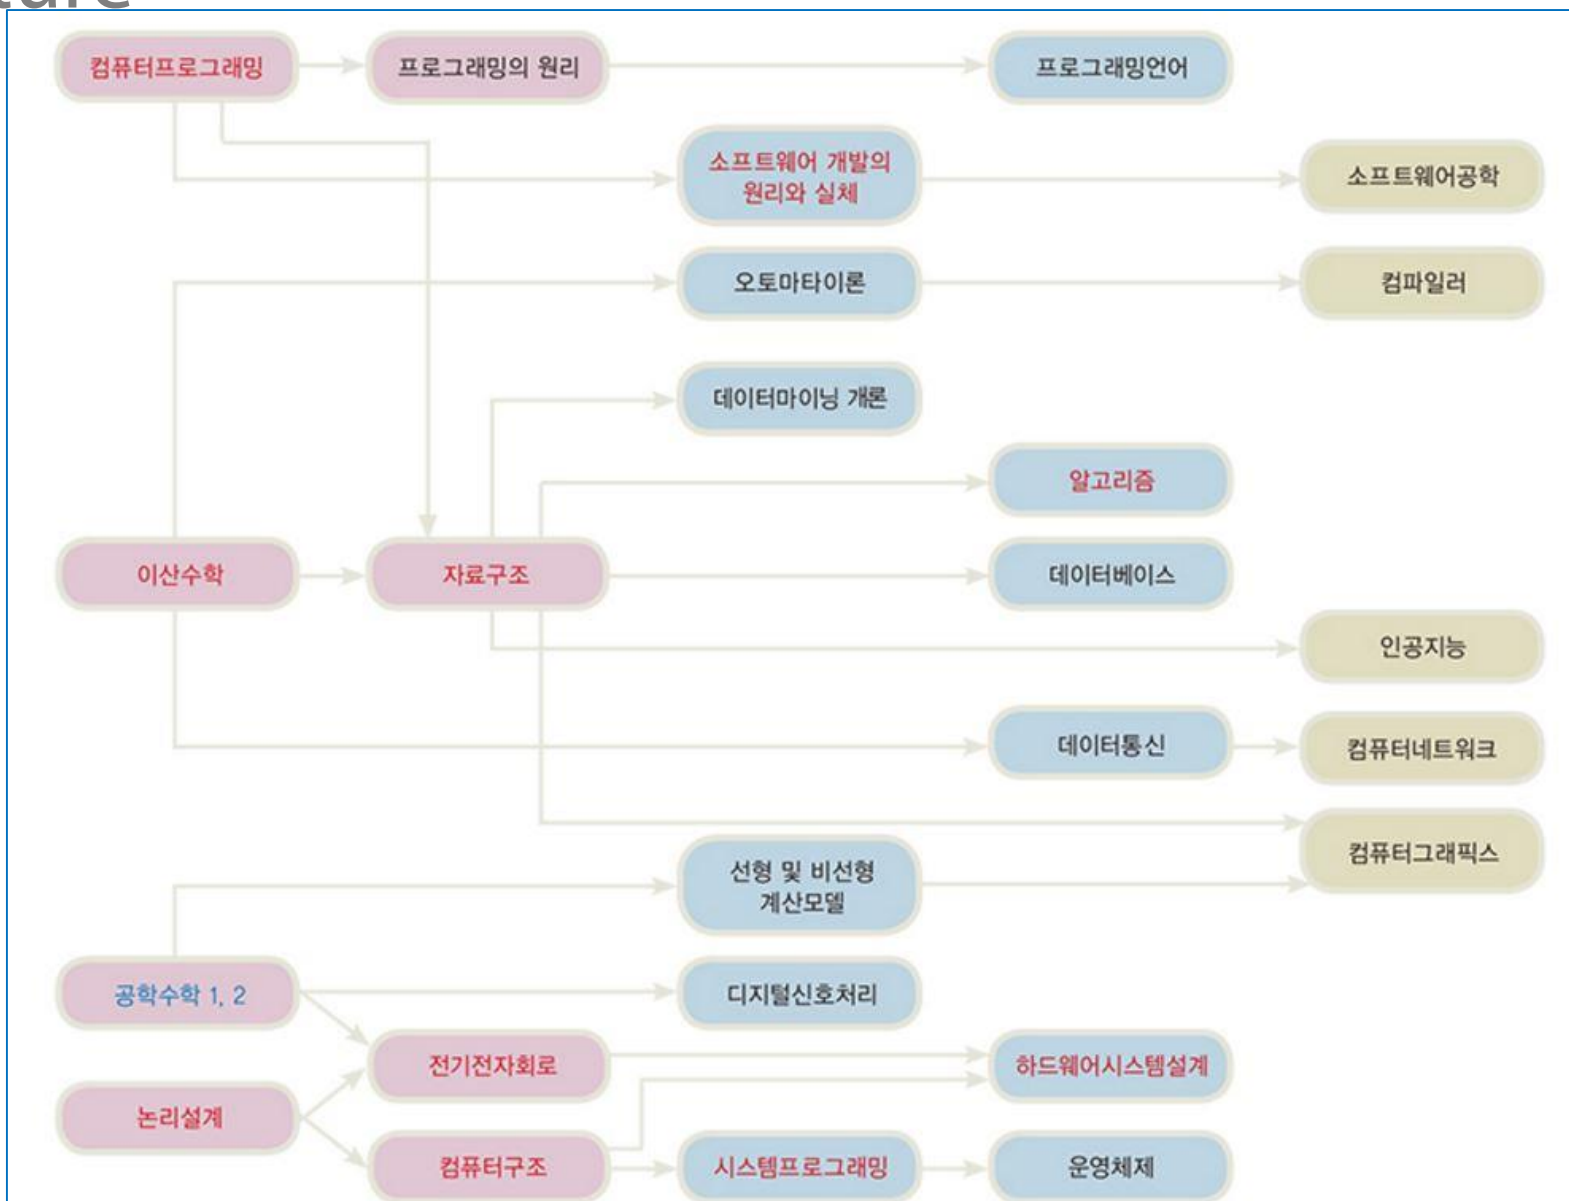 컴퓨터프로그래밍
프로그래밍의 원리
프로그래밍언어
소프트웨어 개발의
원리와 실체
소프트웨어공학
오토마타이론
컴파일러
데이터마이닝 개론
알고리즘
이산수학
자료구조
데이터베이스
인공지능
데이터통신
컴퓨터네트워크
선형 및 비선형
계산모델
컴퓨터그래픽스
공학수학 1, 2
디지털신호처리
전기전자회로
하드웨어시스템설계
논리설계
컴퓨터구조
시스템프로그래밍
운영체제